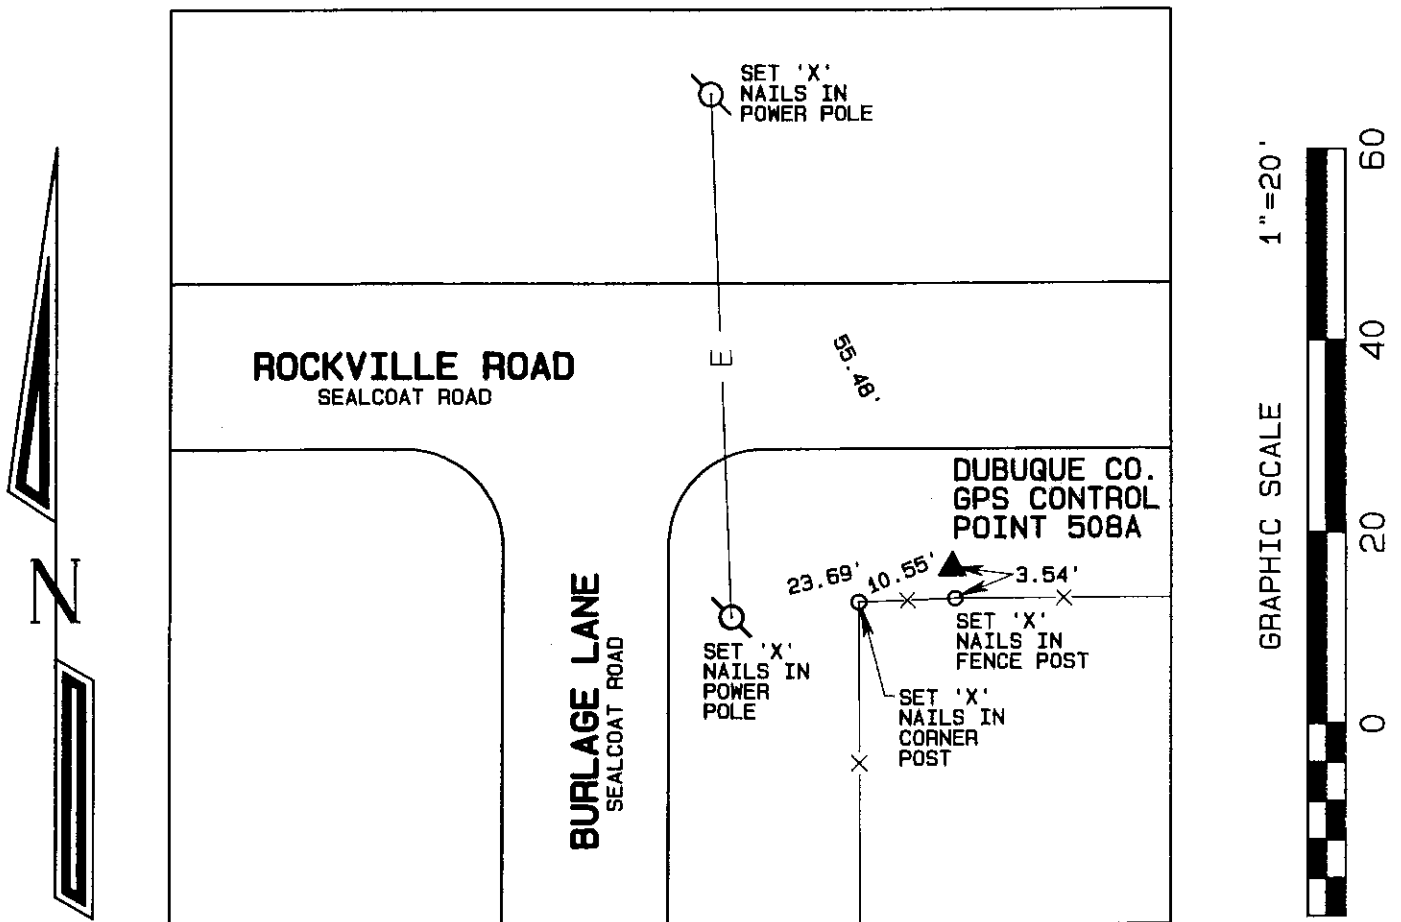 SET 'X'
NAILS IN
POWER POLE
1"=20'
60
40
20
0
GRAPHIC SCALE
ROCKVILLE ROAD
SEALCOAT ROAD
E
55.48'
DUBUQUE CO.
GPS CONTROL
POINT 508A
N
23.69'
10.55'
3.54'
BURLAGE LANE
SEALCOAT ROAD
SET 'X'
NAILS IN
POWER
POLE
SET 'X'
NAILS IN
FENCE POST
SET 'X'
NAILS IN
CORNER
POST